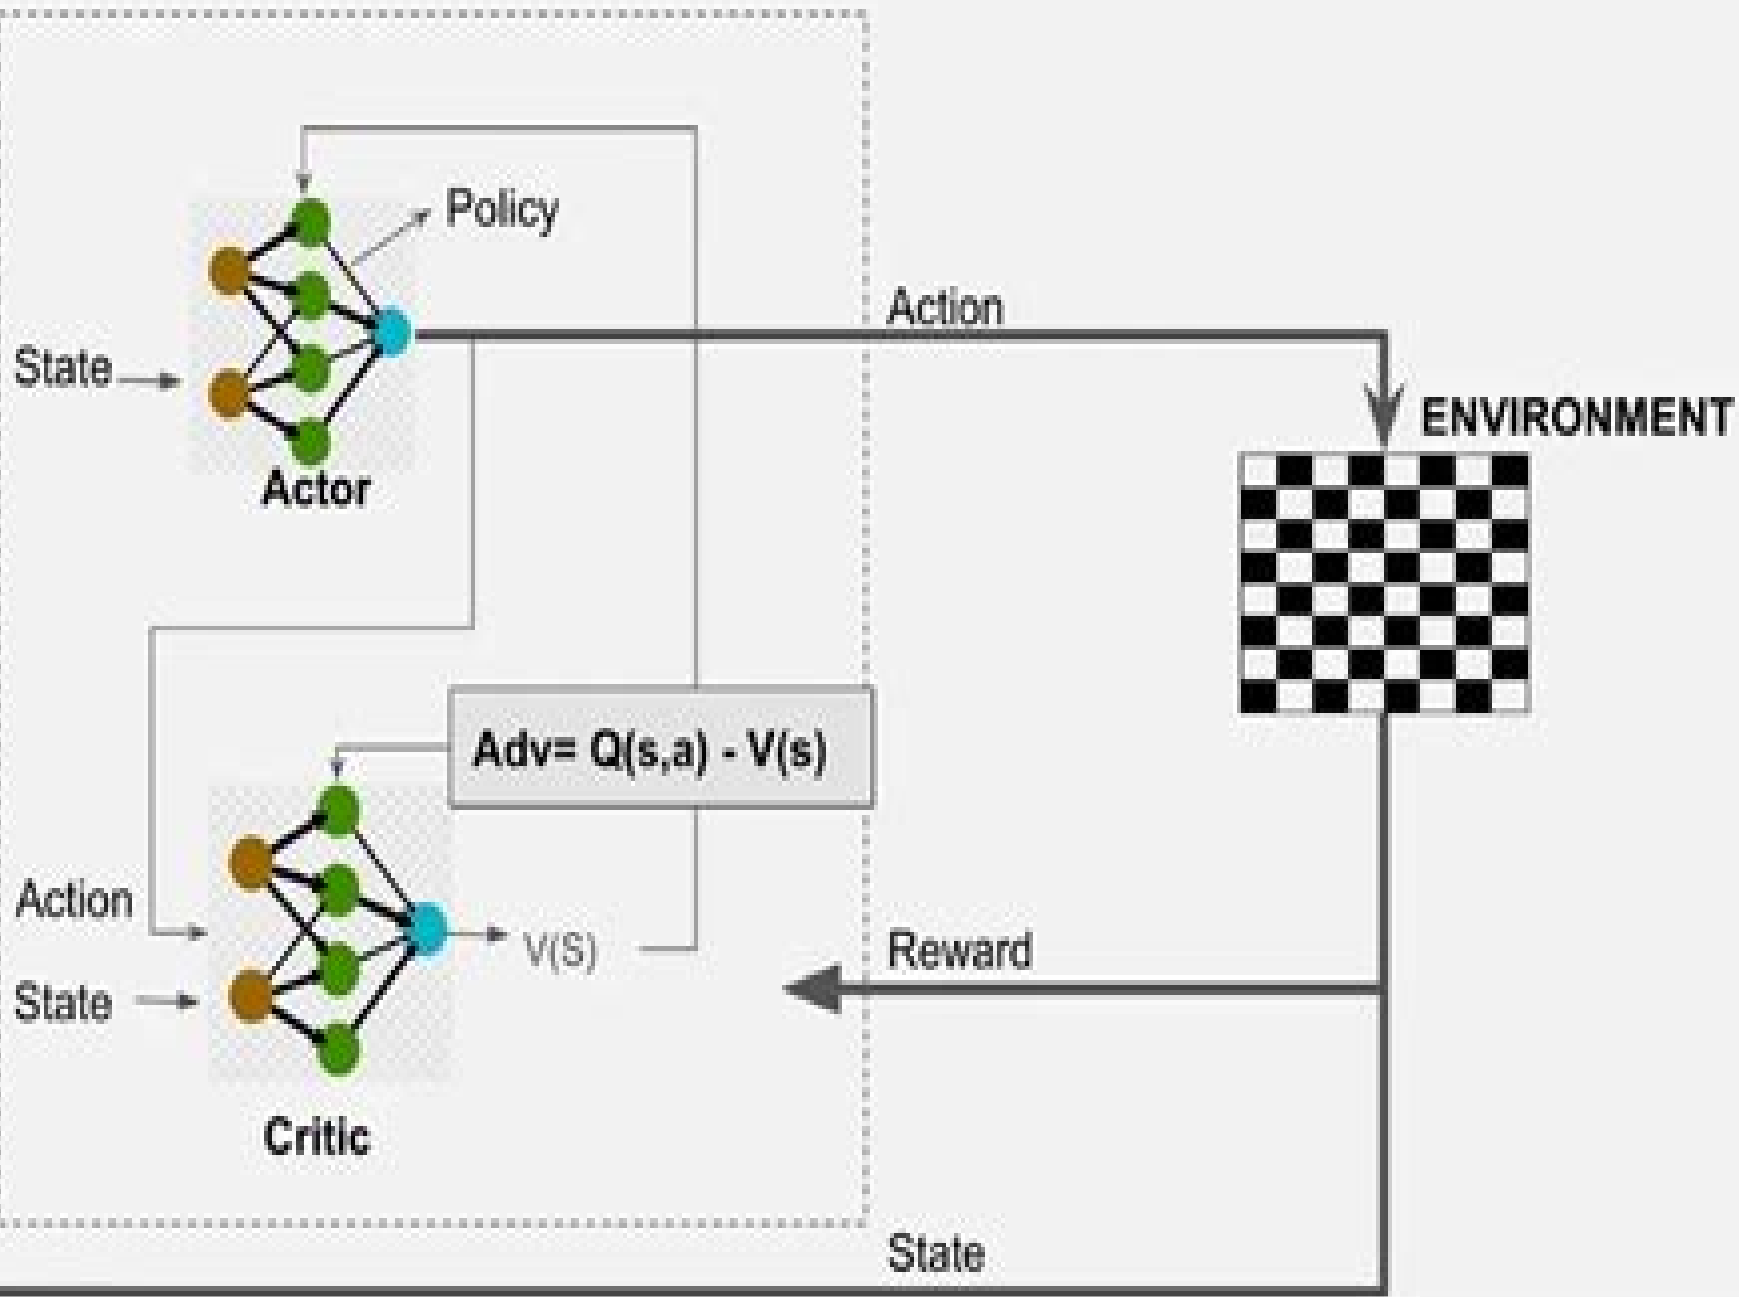 Policy
Action
State
ENVIRONMENT
Actor
Adv= Q(s,a) - V(s)
Action
V(S)
Reward
State
Critic
State